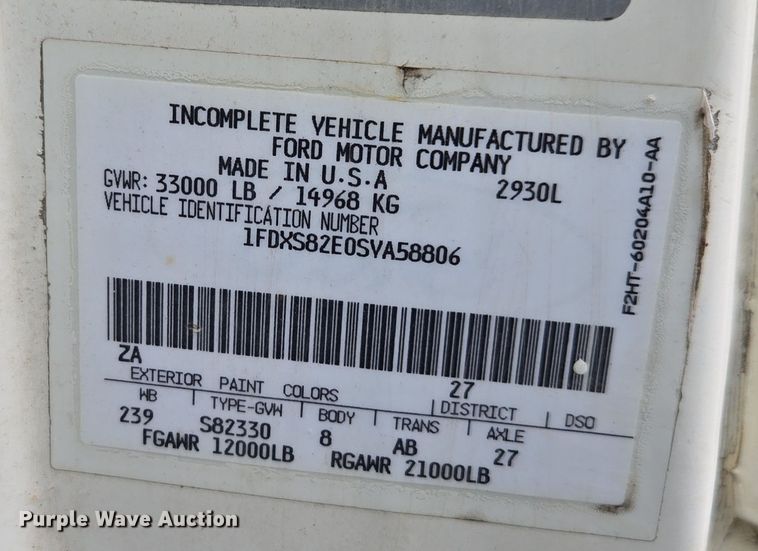 INCOMPLETE VEHICLE MANUFACTURED BY
FORD MOTOR COMPANY
MADE IN U.S.A
2930L
GVWR: 33000 LB / 14968 KG
VEHICLE IDENTIFICATION NUMBER
1FDXS82E0SVA58806
F2HT-60204A10-AA
ZA 27
EXTERIOR PAINT COLORS DISTRICT DSO
WB TYPE-GVW BODY TRANS AXLE
239 S82330 8 AB 27
FGAWR 12000LB RGAWR 21000LB
Purple Wave Auction